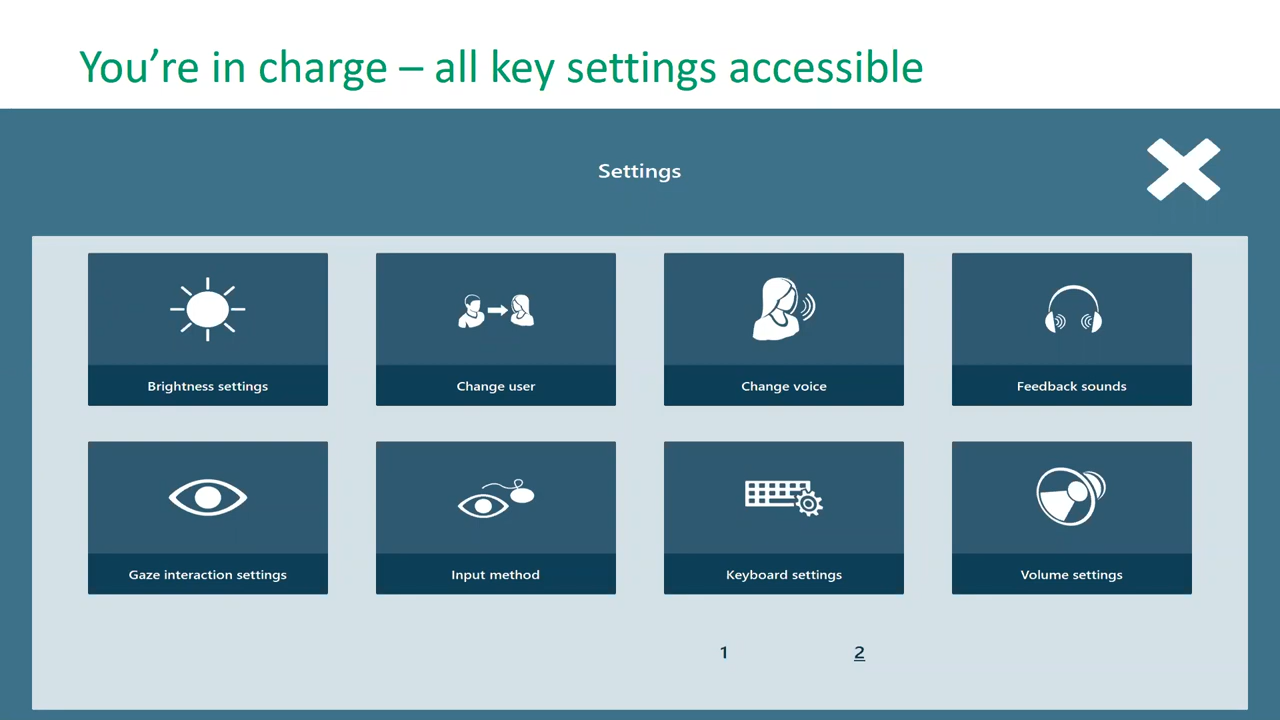 You’re in charge – all key settings accessible
Settings
Brightness settings
Change user
Change voice
Feedback sounds
Gaze interaction settings
Input method
Keyboard settings
Volume settings
1 2